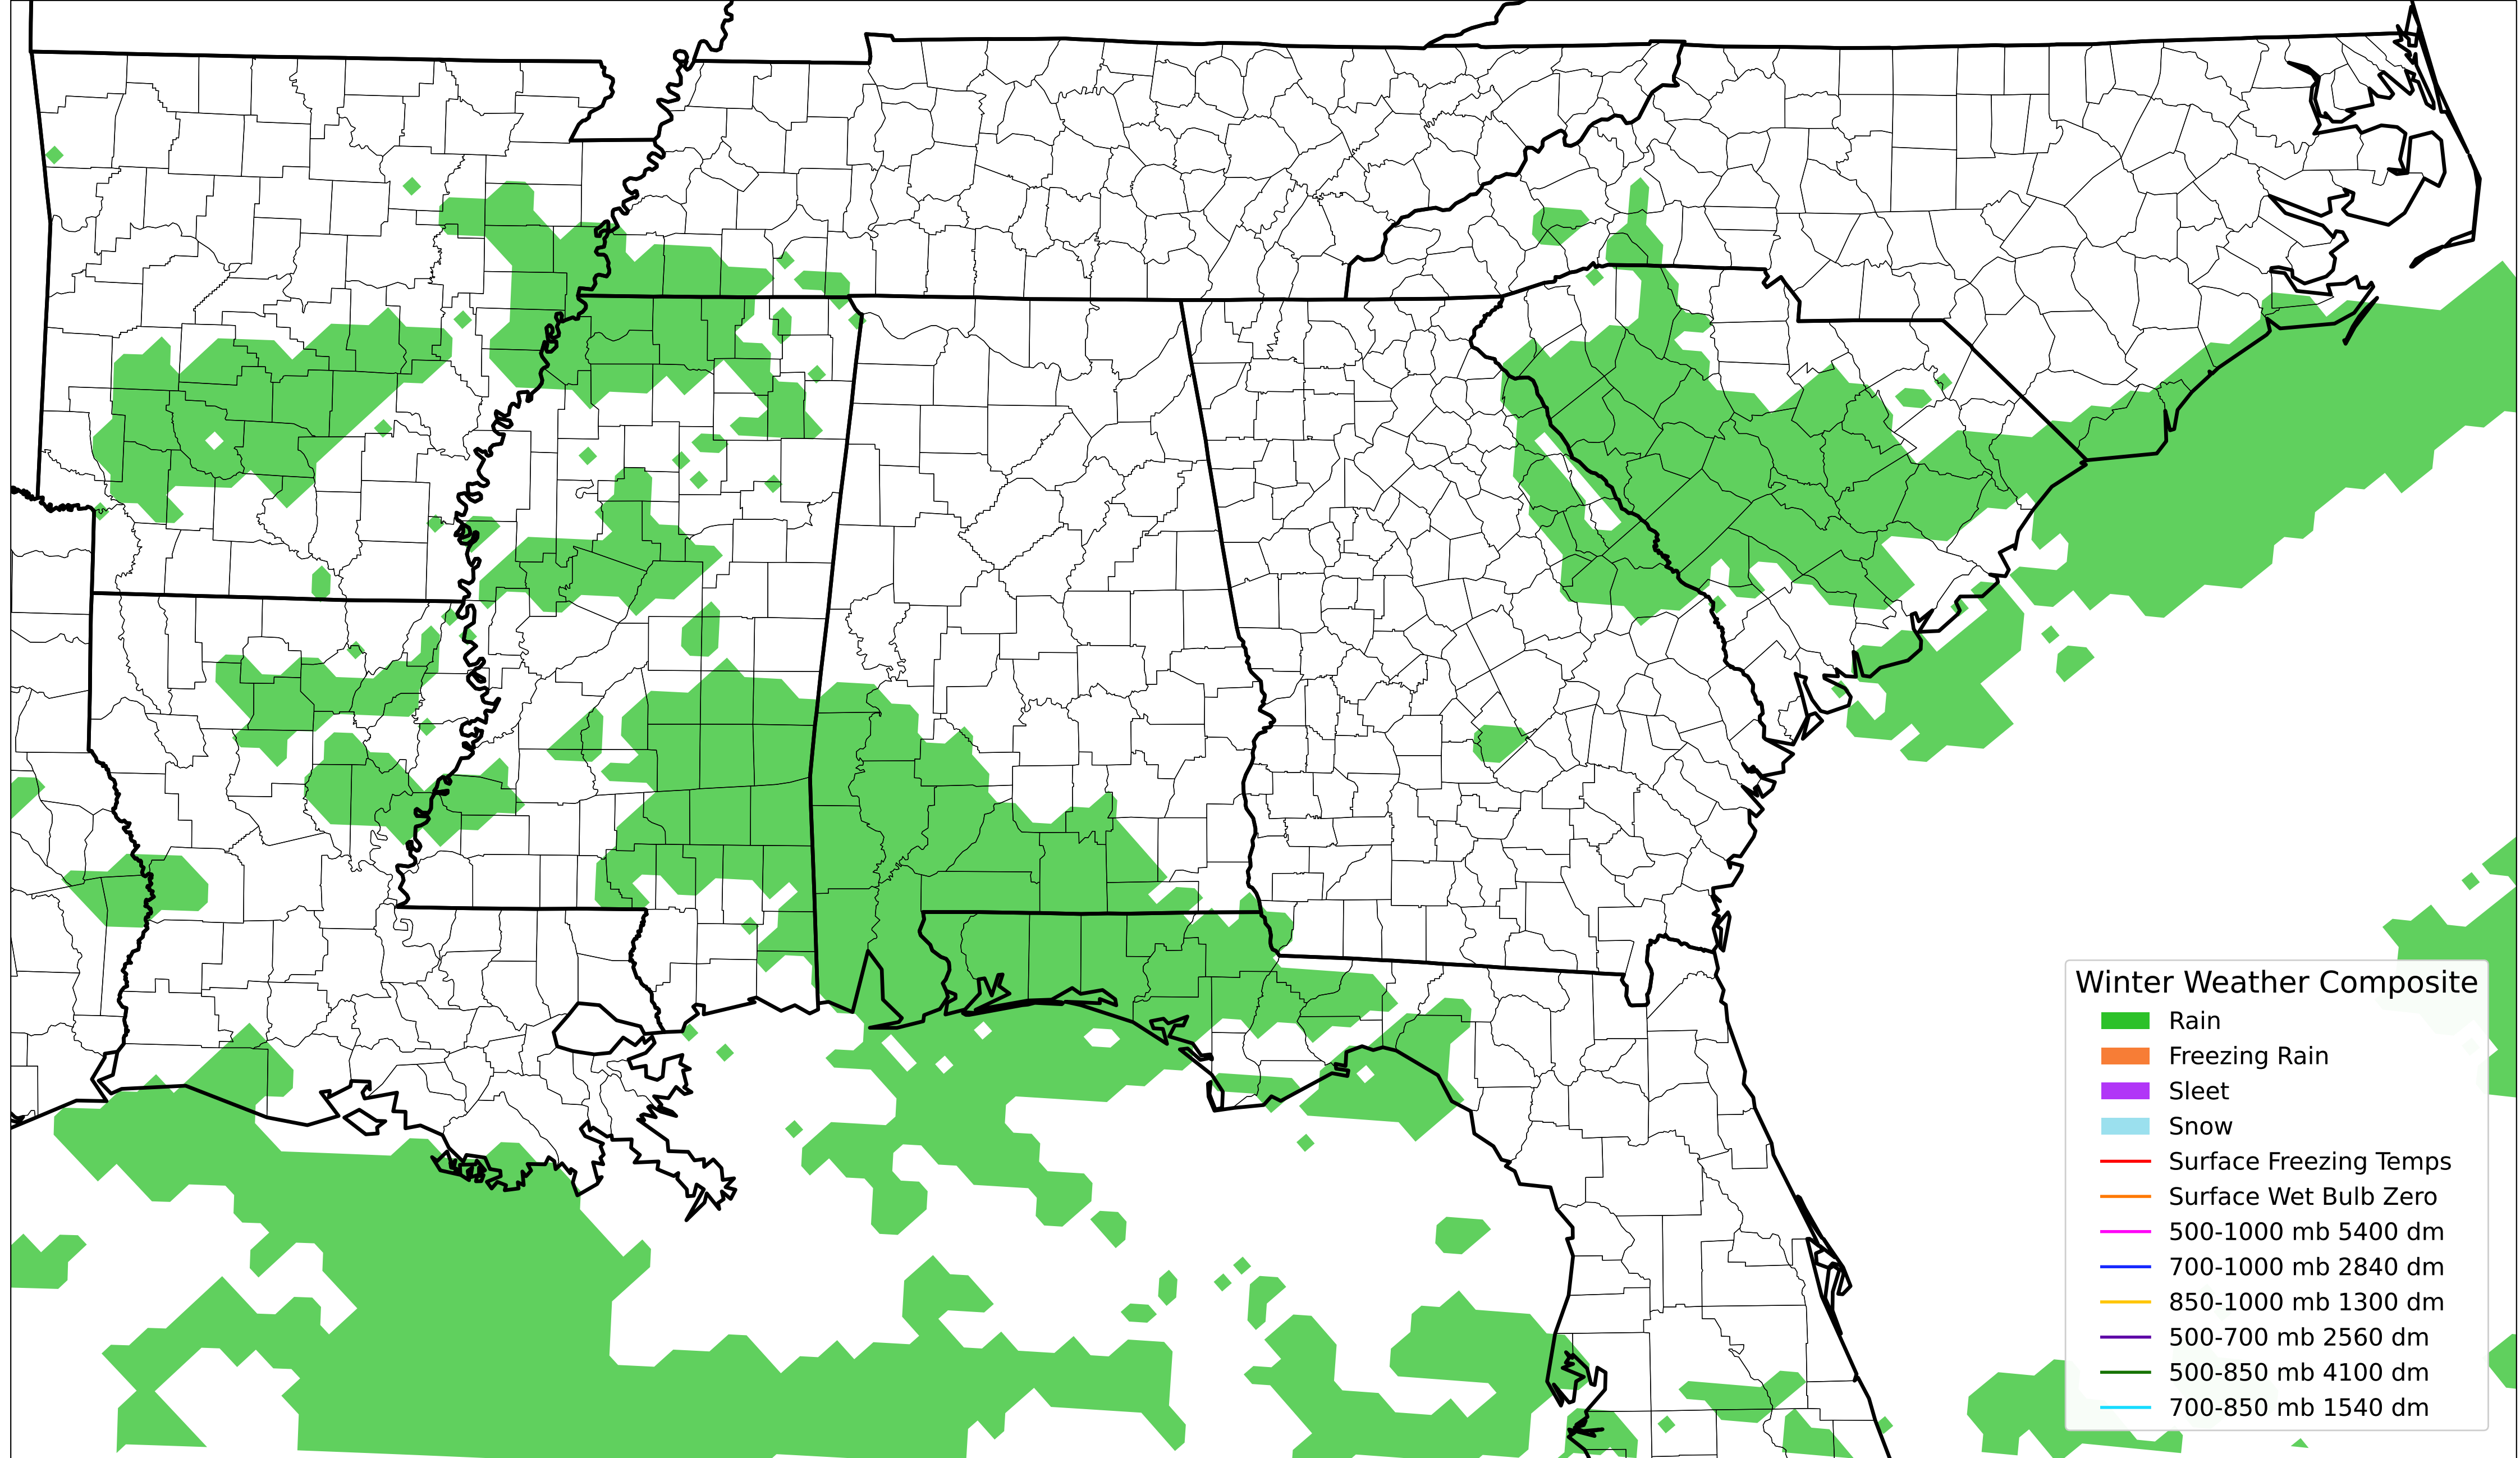 Winter Weather Composite
Rain
Freezing Rain
Sleet
Snow
Surface Freezing Temps
Surface Wet Bulb Zero
500-1000 mb 5400 dm
700-1000 mb 2840 dm
850-1000 mb 1300 dm
500-700 mb 2560 dm
500-850 mb 4100 dm
700-850 mb 1540 dm